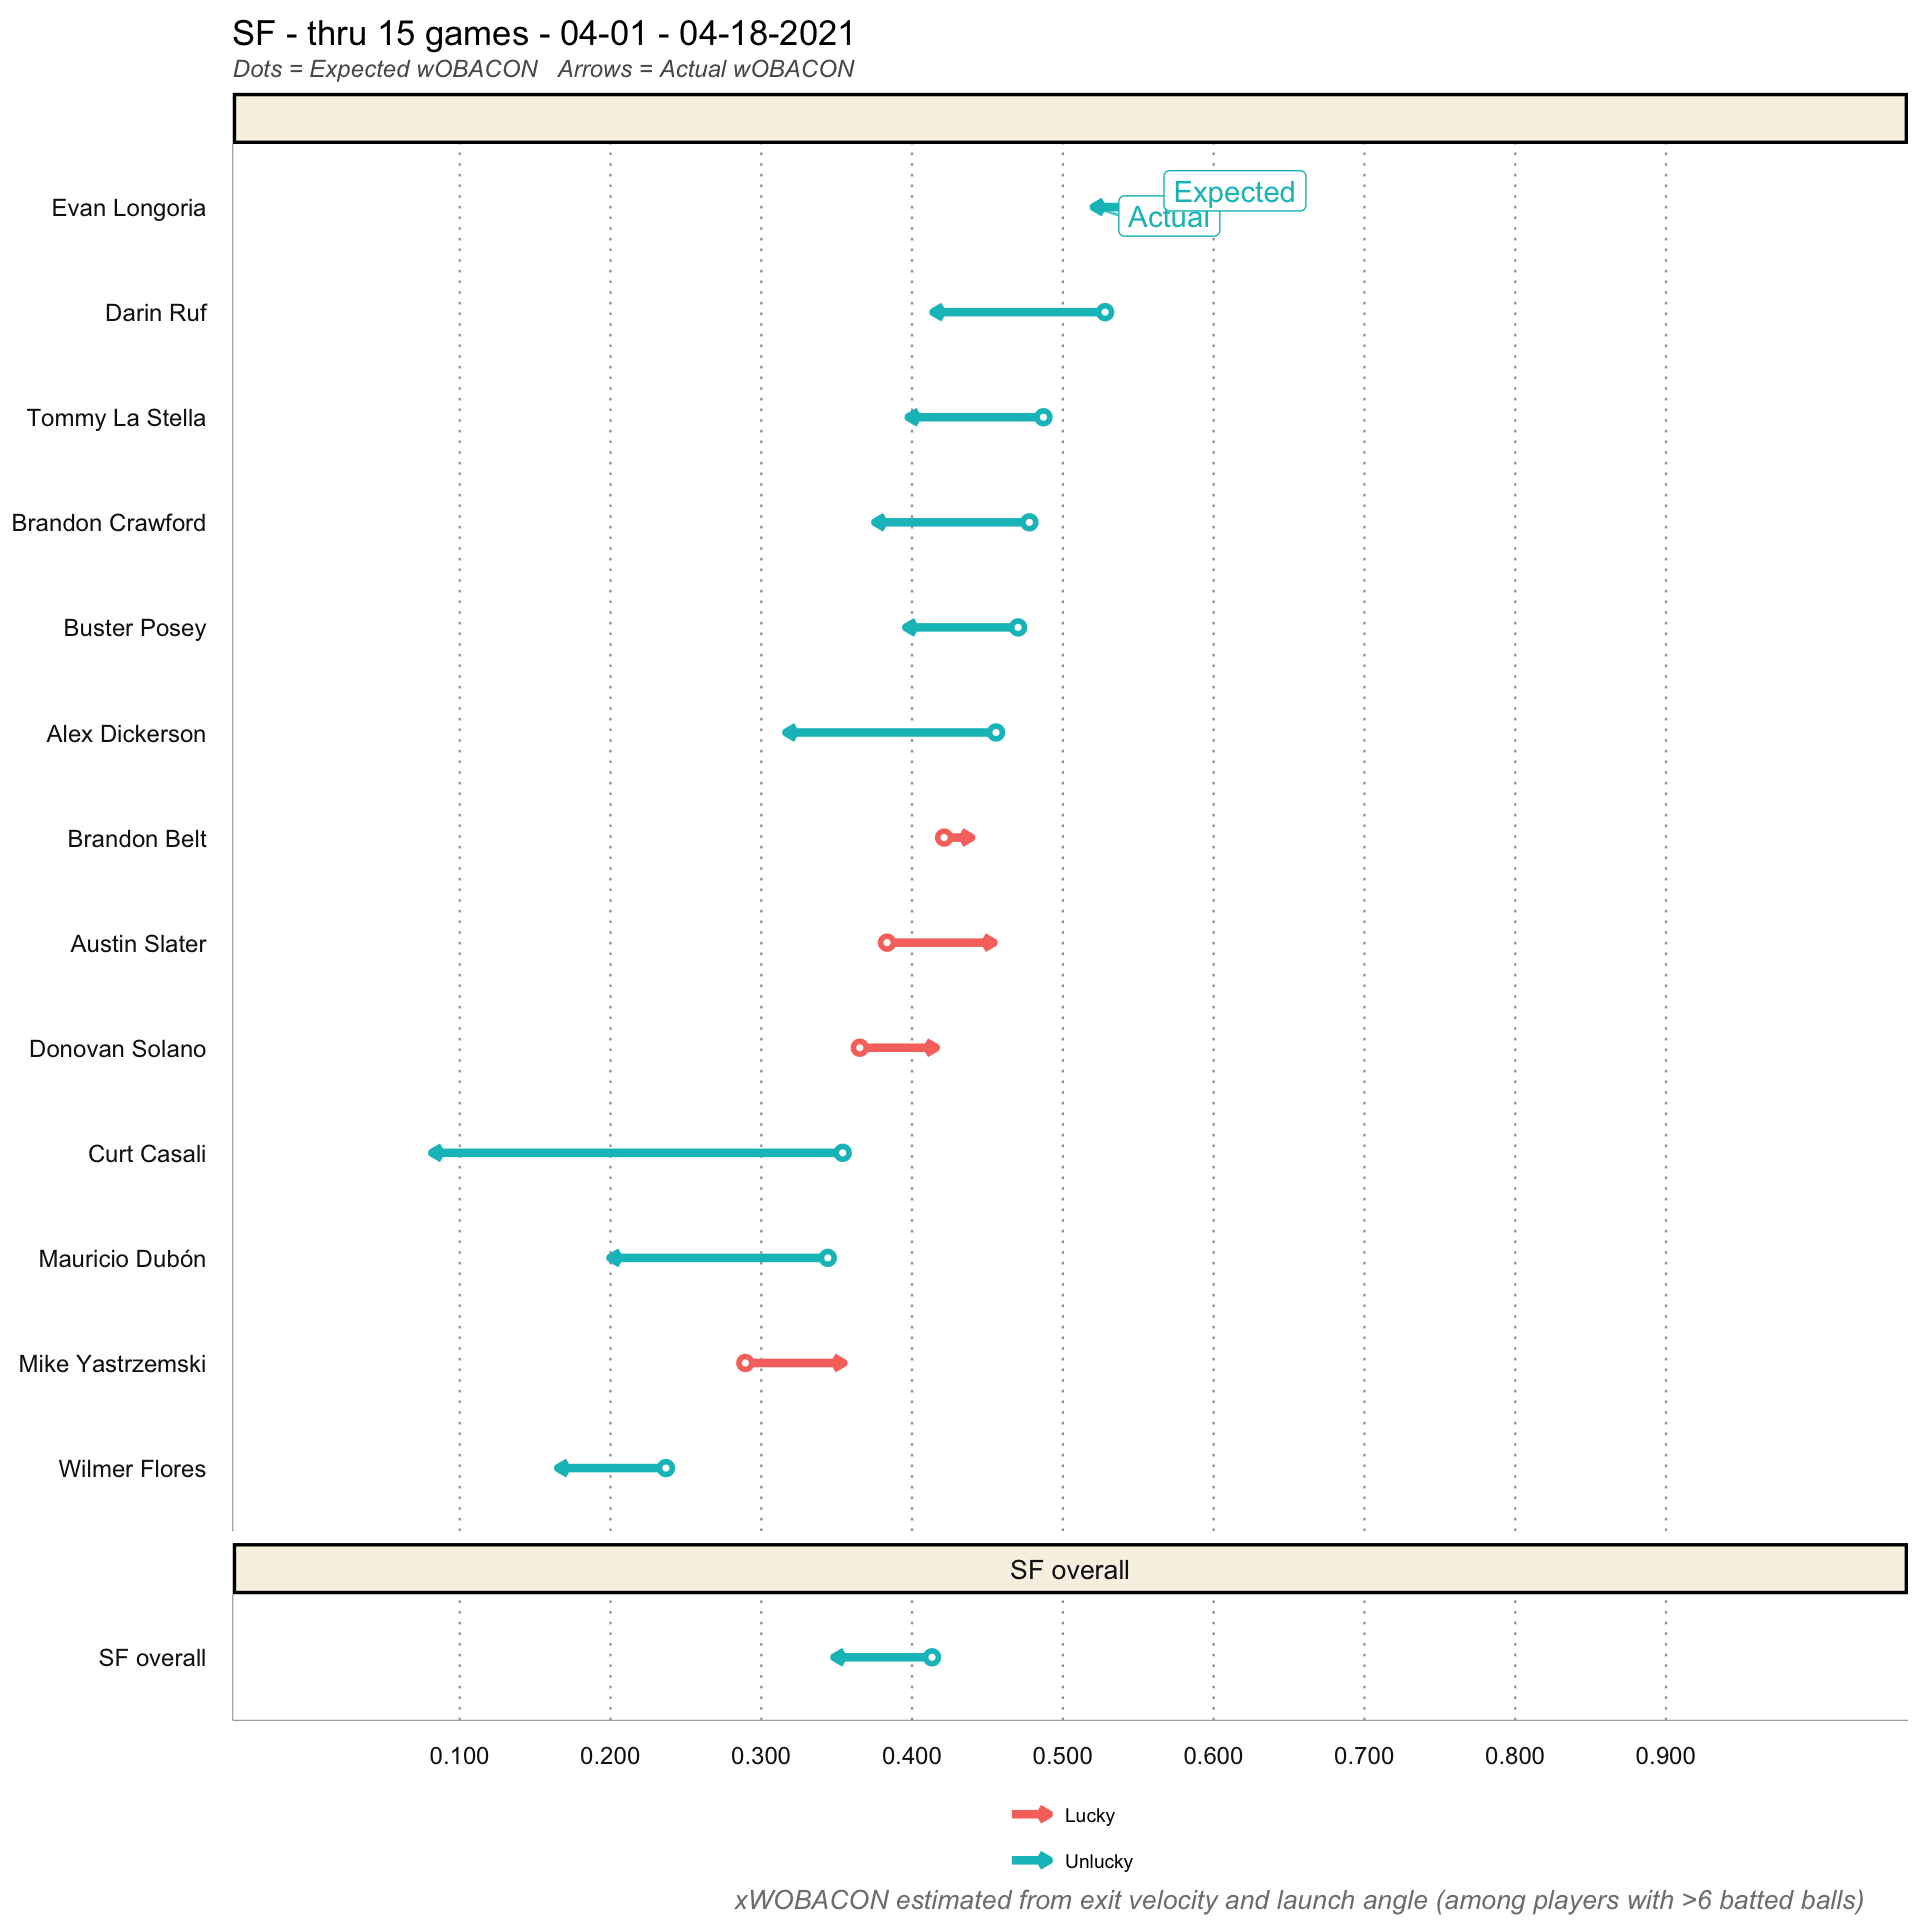 SF - thru 15 games - 04-01 - 04-18-2021
Dots = Expected wOBACON   Arrows = Actual wOBACON
Evan Longoria
Expected
Actual
Darin Ruf
Tommy La Stella
Brandon Crawford
Buster Posey
Alex Dickerson
Brandon Belt
Austin Slater
Donovan Solano
Curt Casali
Mauricio Dubón
Mike Yastrzemski
Wilmer Flores
SF overall
SF overall
0.100 0.200 0.300 0.400 0.500 0.600 0.700 0.800 0.900
Lucky
Unlucky
xWOBACON estimated from exit velocity and launch angle (among players with >6 batted balls)